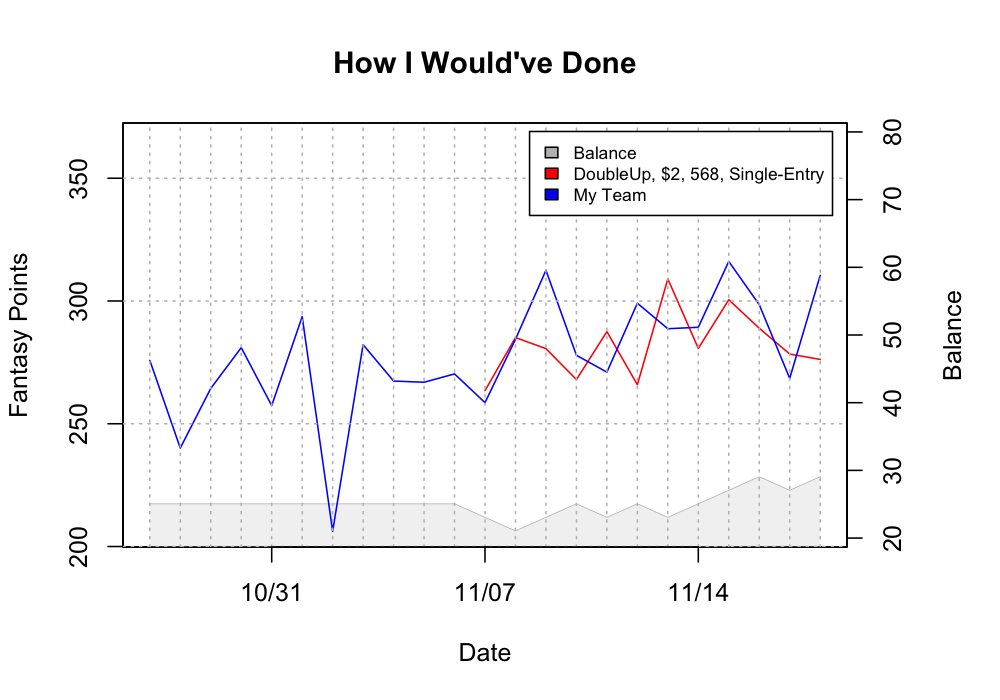 How I Would've Done
Balance
DoubleUp, $2, 568, Single-Entry
My Team
Fantasy Points
200
250
300
350
Balance
20
30
40
50
60
70
80
10/31
11/07
11/14
Date